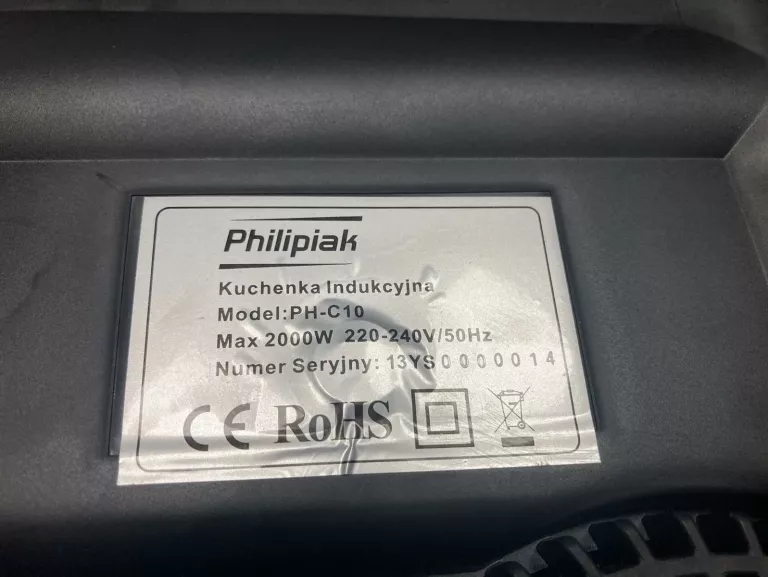 Philipiak
Kuchenka Indukcyjna
Model:PH-C10
Max 2000W 220-240V/50Hz
Numer Seryjny: 13YS0000014
CE RoHS